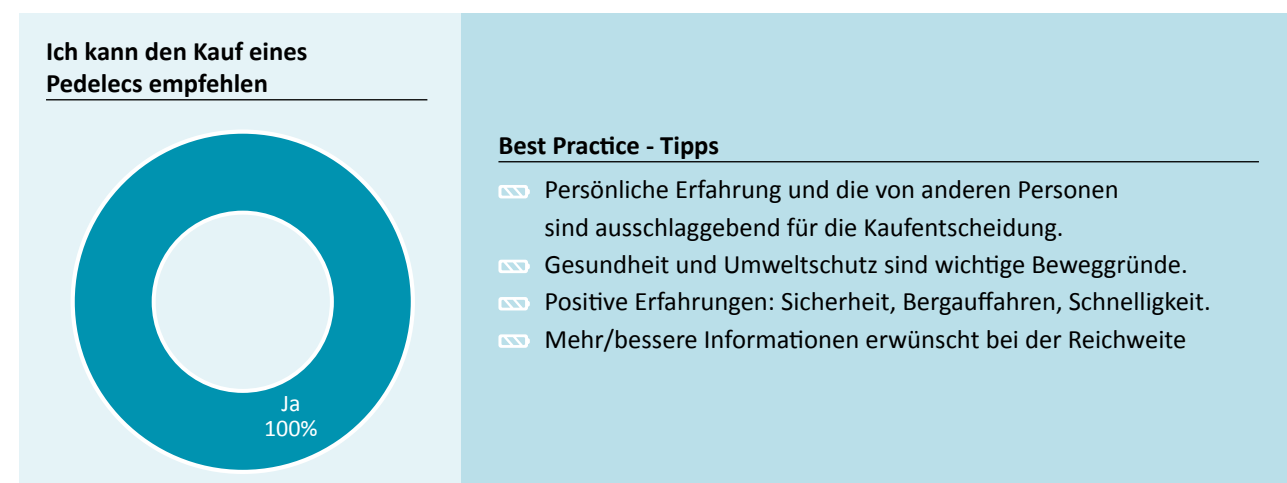 Ich kann den Kauf eines
Pedelecs empfehlen
Ja
100%
Best Practice - Tipps
Persönliche Erfahrung und die von anderen Personen
sind ausschlaggebend für die Kaufentscheidung.
Gesundheit und Umweltschutz sind wichtige Beweggründe.
Positive Erfahrungen: Sicherheit, Bergauffahren, Schnelligkeit.
Mehr/bessere Informationen erwünscht bei der Reichweite